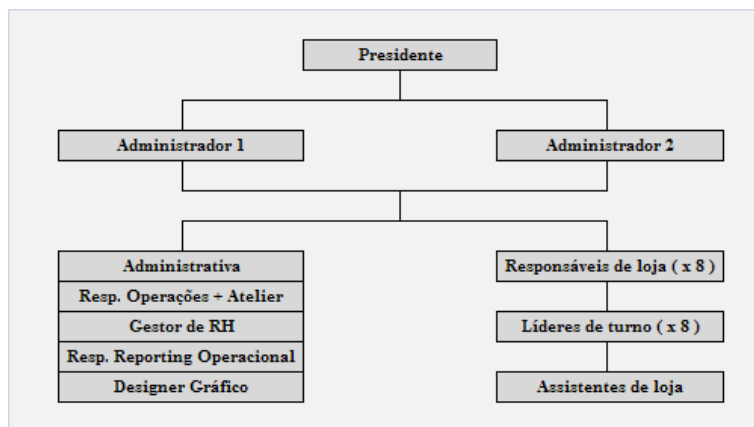 Presidente
Administrador 1
Administrador 2
Administrativa
Resp. Operações + Atelier
Gestor de RH
Resp. Reporting Operacional
Designer Gráfico
Responsáveis de loja ( x 8 )
Líderes de turno ( x 8 )
Assistentes de loja